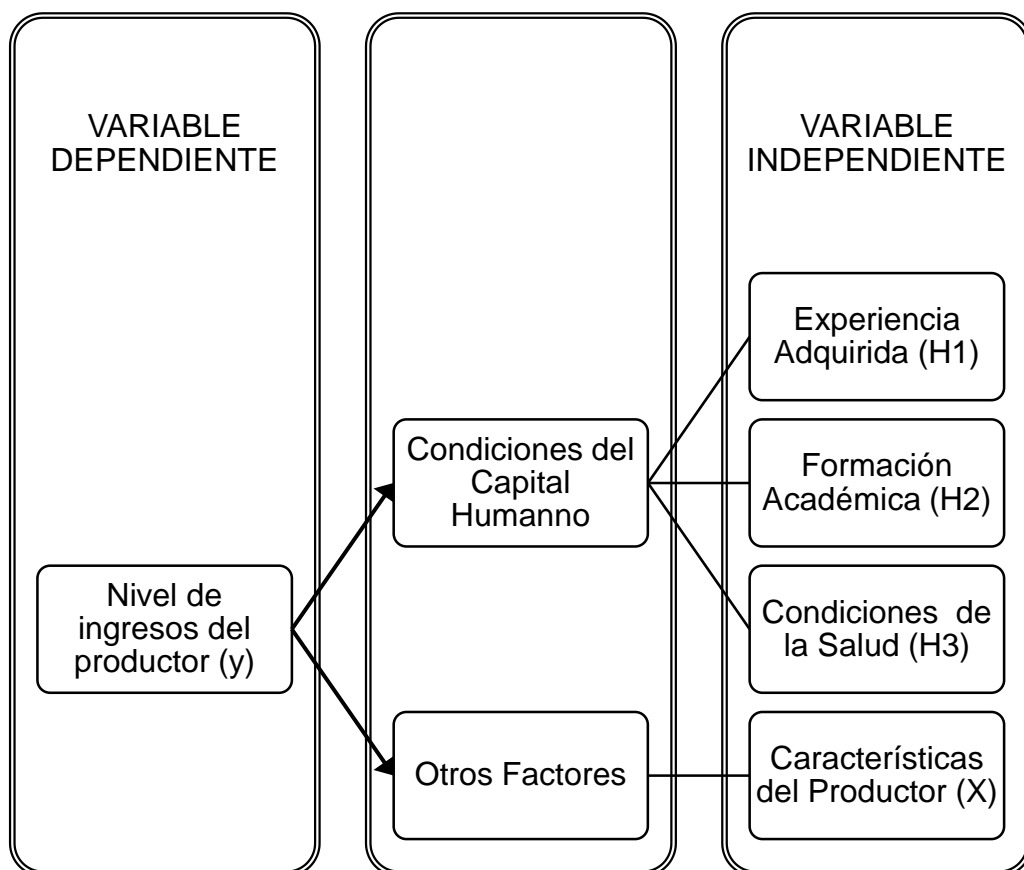 VARIABLE
DEPENDIENTE
VARIABLE
INDEPENDIENTE
Nivel de
ingresos del
productor (y)
Condiciones del
Capital
Humanno
Otros Factores
Experiencia
Adquirida (H1)
Formación
Académica (H2)
Condiciones  de
la Salud (H3)
Característícas
del Productor (X)